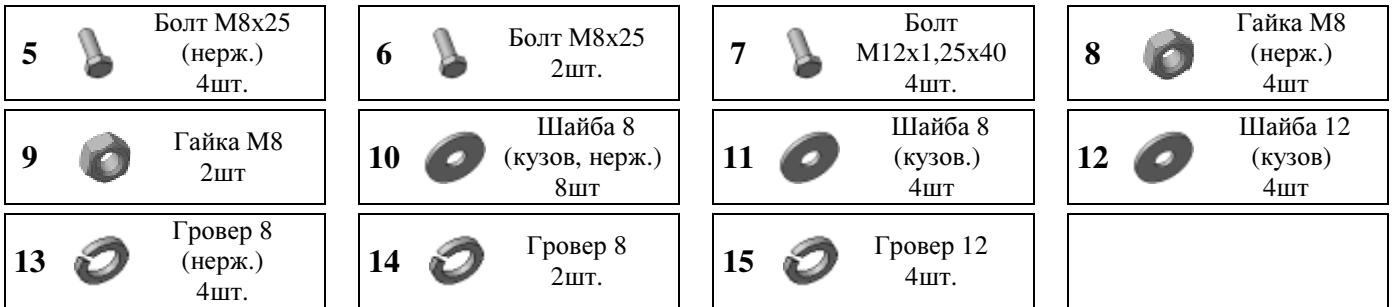 5
Болт М8х25
(нерж.)
4шт.
6
Болт М8х25
2шт.
7
Болт
М12х1,25х40
4шт.
8
Гайка М8
(нерж.)
4шт
9
Гайка М8
2шт
10
Шайба 8
(кузов, нерж.)
8шт
11
Шайба 8
(кузов.)
4шт
12
Шайба 12
(кузов)
4шт
13
Гровер 8
(нерж.)
4шт.
14
Гровер 8
2шт.
15
Гровер 12
4шт.